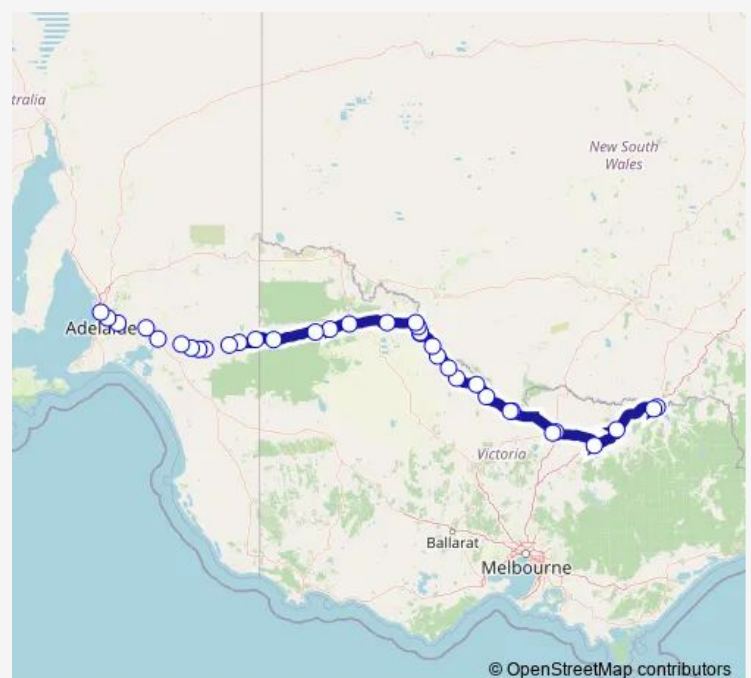 tralia
New South
Wales
Adelaide
Victoria
Ballarat
Melbourne
© OpenStreetMap contributors